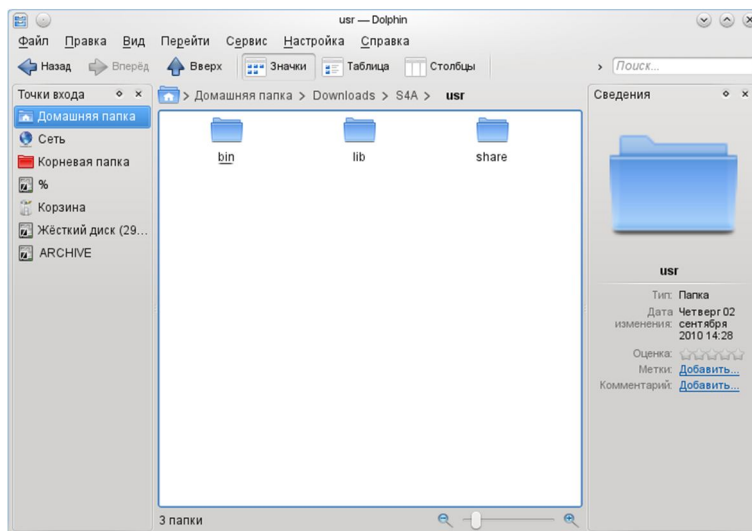 usr — Dolphin
Файл Правка Вид Перейти Сервис Настройка Справка
Назад Вперёд Вверх Значки Таблица Столбцы Поиск...
Точки входа
Домашняя папка > Downloads > S4A > usr
Сведения
Домашняя папка
Сеть
Корневая папка
%
Корзина
Жёсткий диск (29...
ARCHIVE
bin lib share
usr
Тип: Папка
Дата изменения: Четверг 02 сентября 2010 14:28
Оценка:
Метки: Добавить...
Комментарий: Добавить...
3 папки